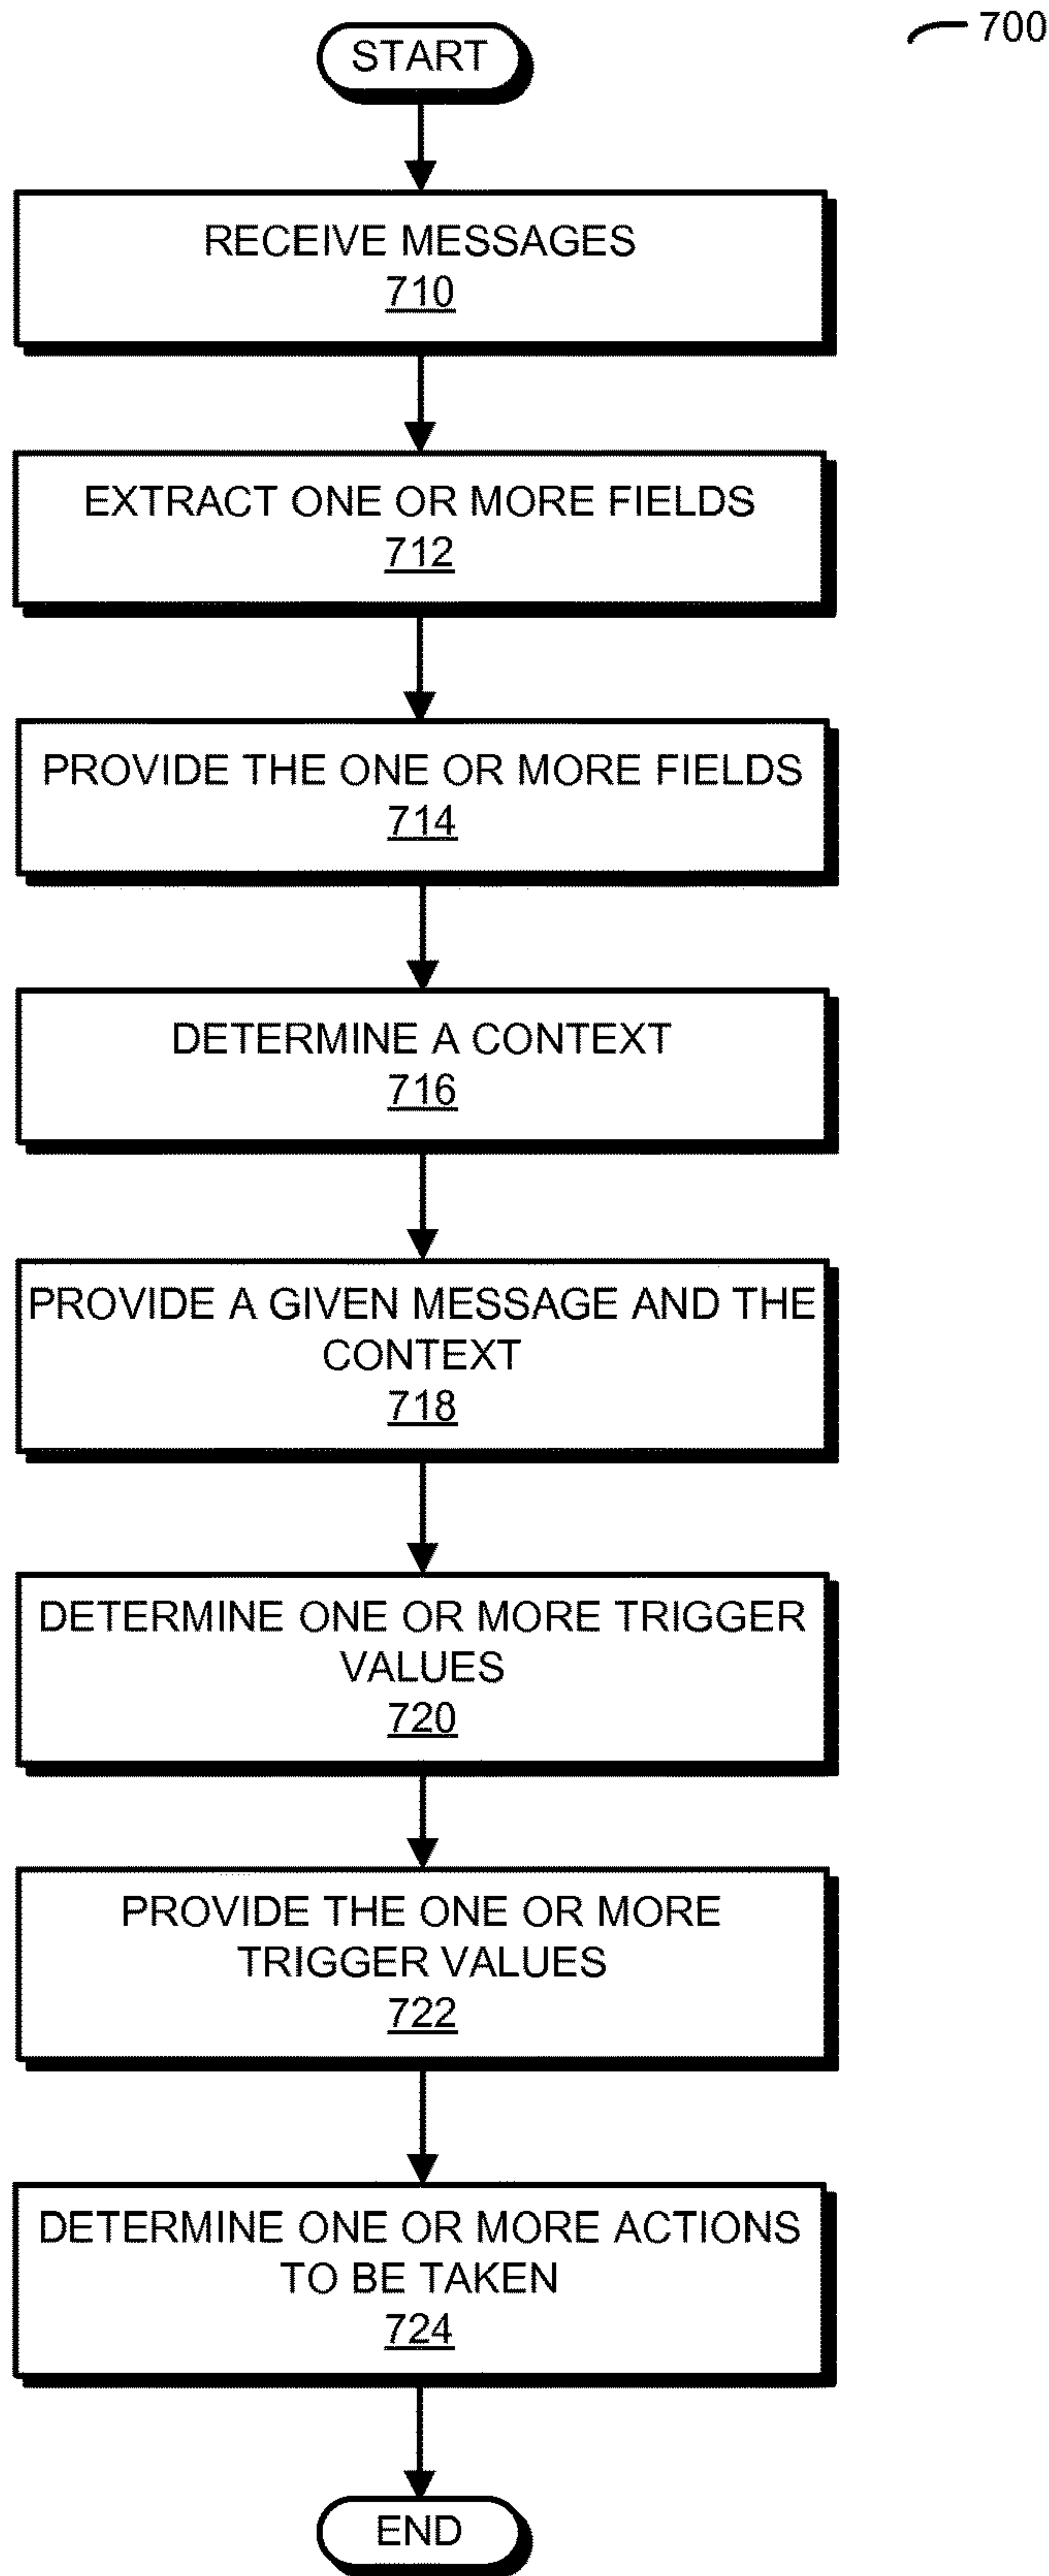 700
START
RECEIVE MESSAGES
710
EXTRACT ONE OR MORE FIELDS
712
PROVIDE THE ONE OR MORE FIELDS
714
DETERMINE A CONTEXT
716
PROVIDE A GIVEN MESSAGE AND THE
CONTEXT
718
DETERMINE ONE OR MORE TRIGGER
VALUES
720
PROVIDE THE ONE OR MORE
TRIGGER VALUES
722
DETERMINE ONE OR MORE ACTIONS
TO BE TAKEN
724
END